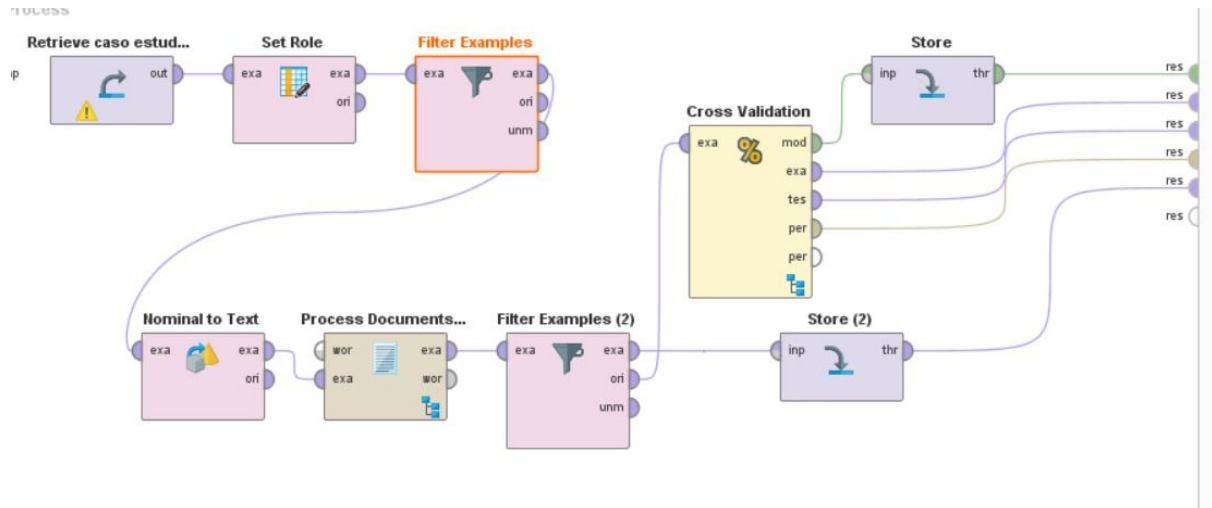 Process
Retrieve caso estud...
Set Role
Filter Examples
Store
np
out
exa
exa
ori
exa
exa
ori
unm
inp
thr
res
res
res
res
res
res
Cross Validation
exa
mod
exa
tes
per
per
%
Nominal to Text
Process Documents...
Filter Examples (2)
Store (2)
exa
exa
ori
wor
exa
exa
wor
exa
exa
ori
unm
inp
thr